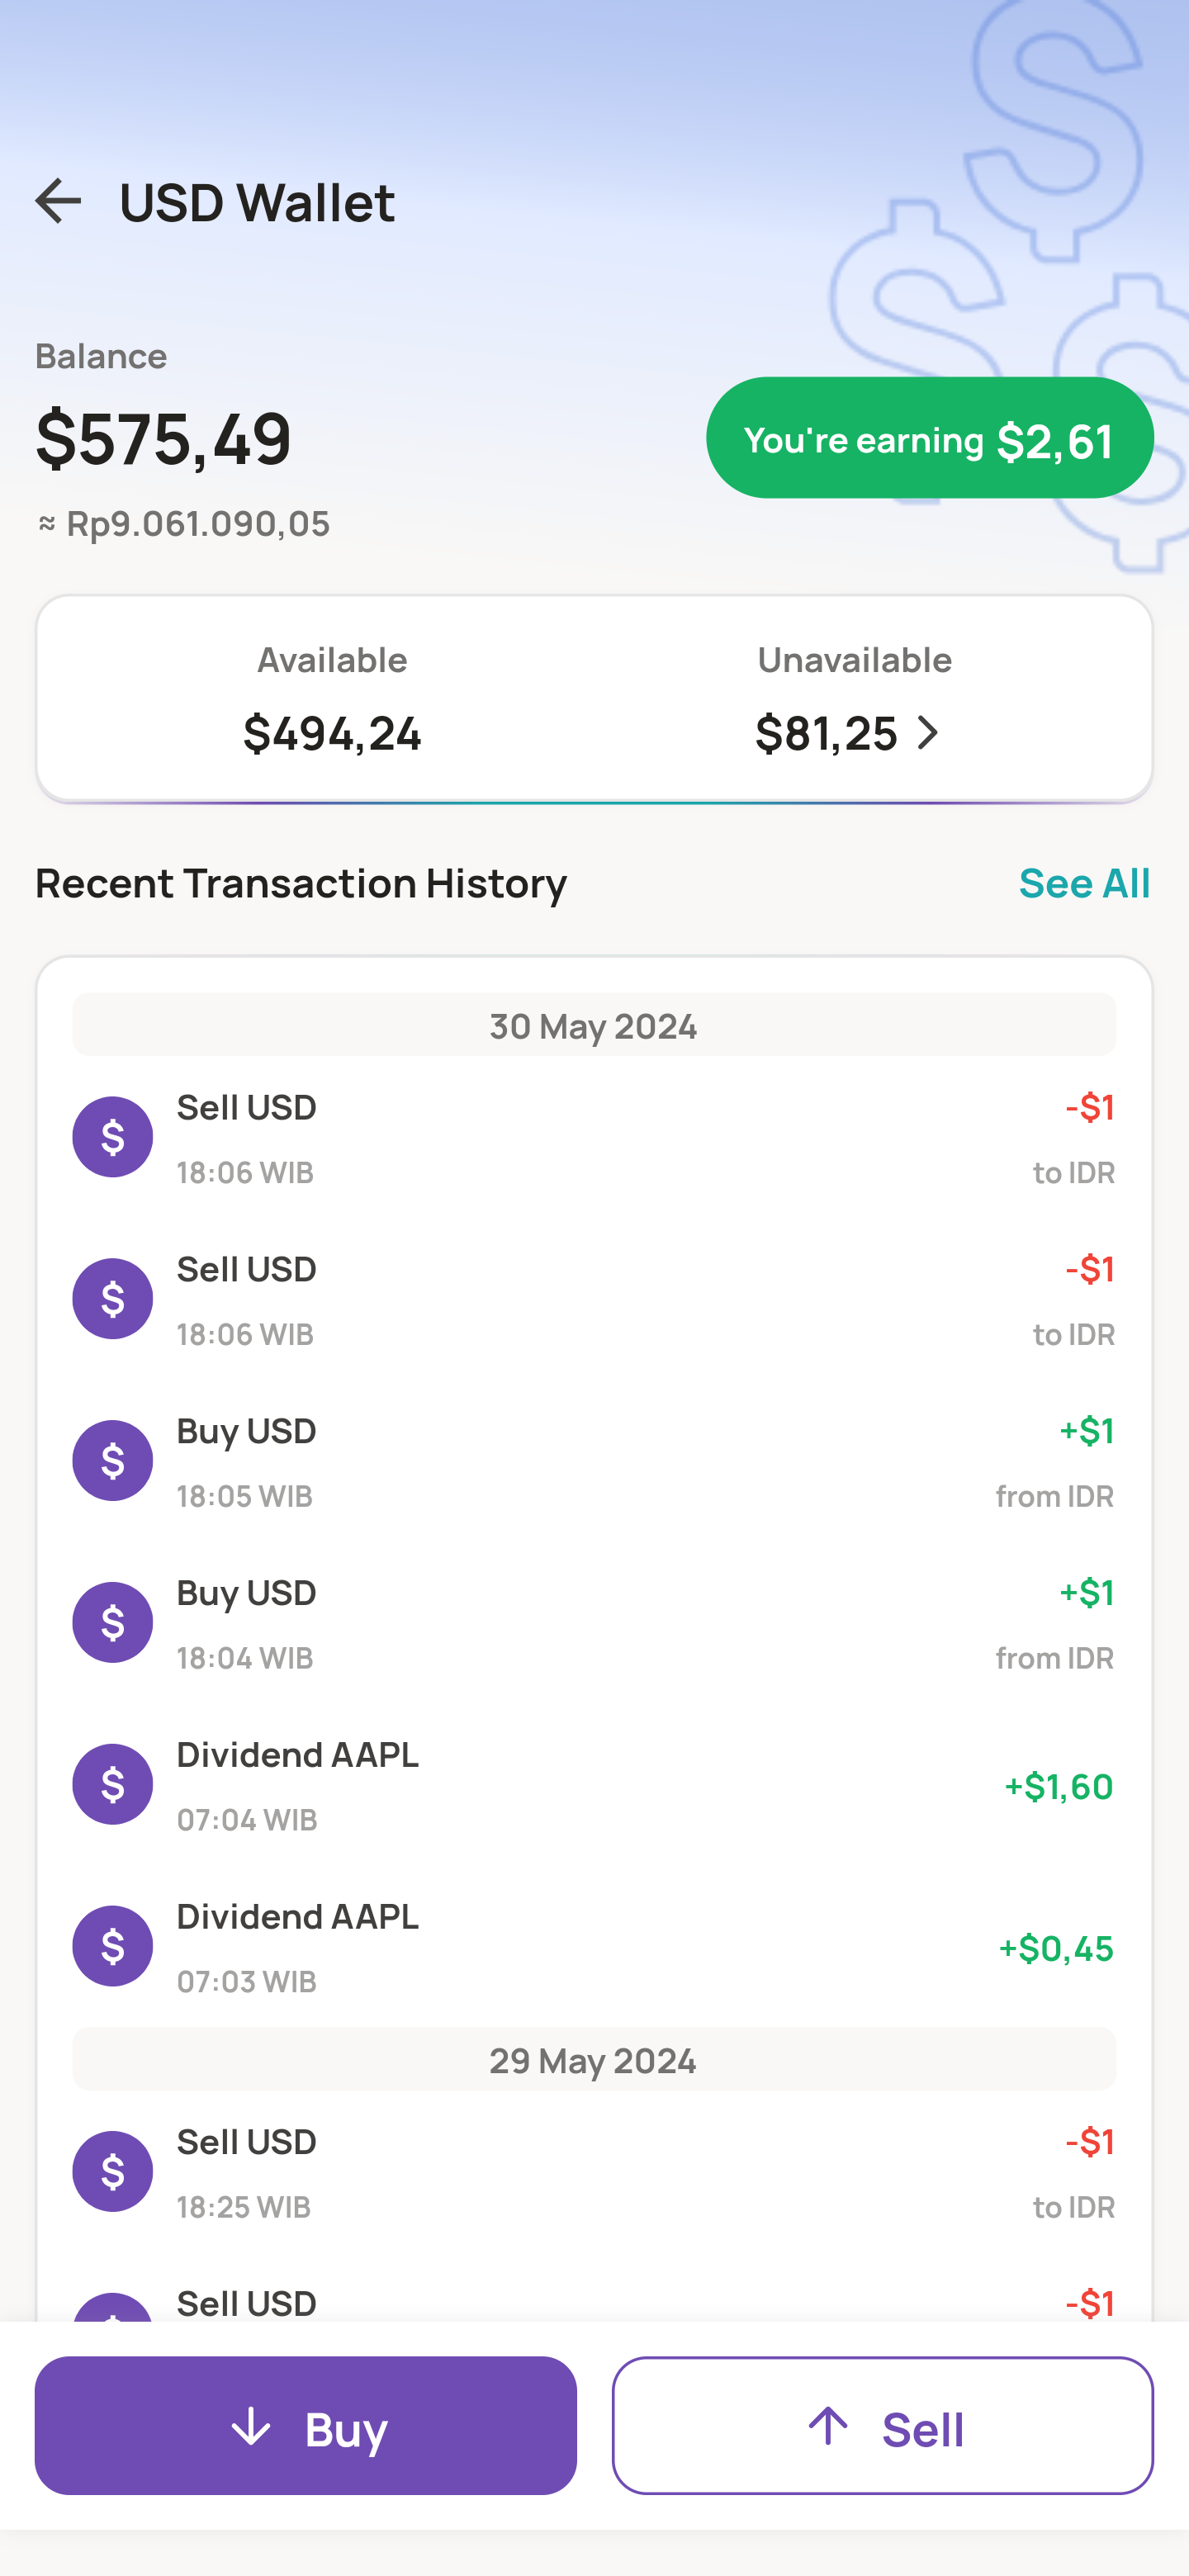 USD Wallet
Balance
$575,49
You're earning $2,61
≈ Rp9.061.090,05
Available
Unavailable
$494,24
$81,25
Recent Transaction History
See All
30 May 2024
Sell USD
-$1
18:06 WIB
to IDR
Sell USD
-$1
18:06 WIB
to IDR
Buy USD
+$1
18:05 WIB
from IDR
Buy USD
+$1
18:04 WIB
from IDR
Dividend AAPL
+$1,60
07:04 WIB
Dividend AAPL
+$0,45
07:03 WIB
29 May 2024
Sell USD
-$1
18:25 WIB
to IDR
Sell USD
-$1
Buy
Sell